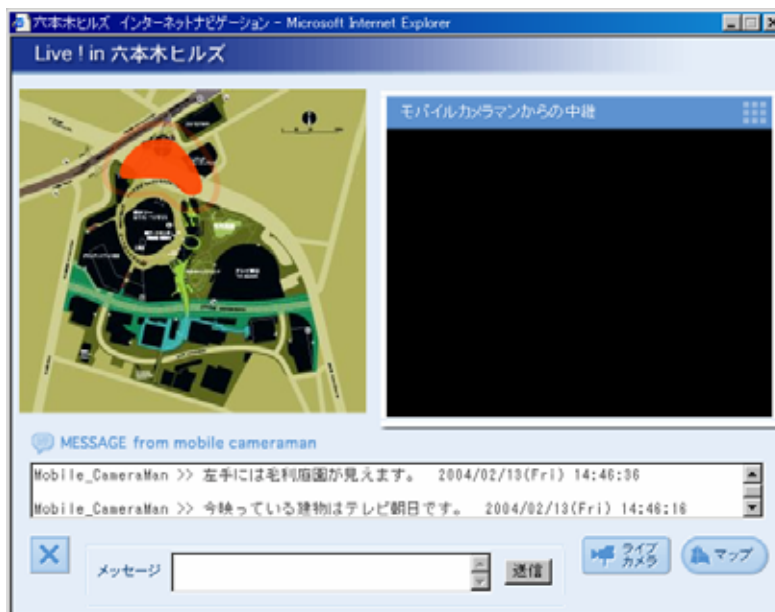 六本木ヒルズ インターネットナビゲーション - Microsoft Internet Explorer
Live ! in 六本木ヒルズ
モバイルカメラマンからの中継
MESSAGE from mobile cameraman
Mobile_CameraMan >> 左手には毛利庭園が見えます。 2004/02/13(Fri) 14:46:36
Mobile_CameraMan >> 今映っている建物はテレビ朝日です。 2004/02/13(Fri) 14:46:16
メッセージ
送信
ライブ
カメラ
マップ